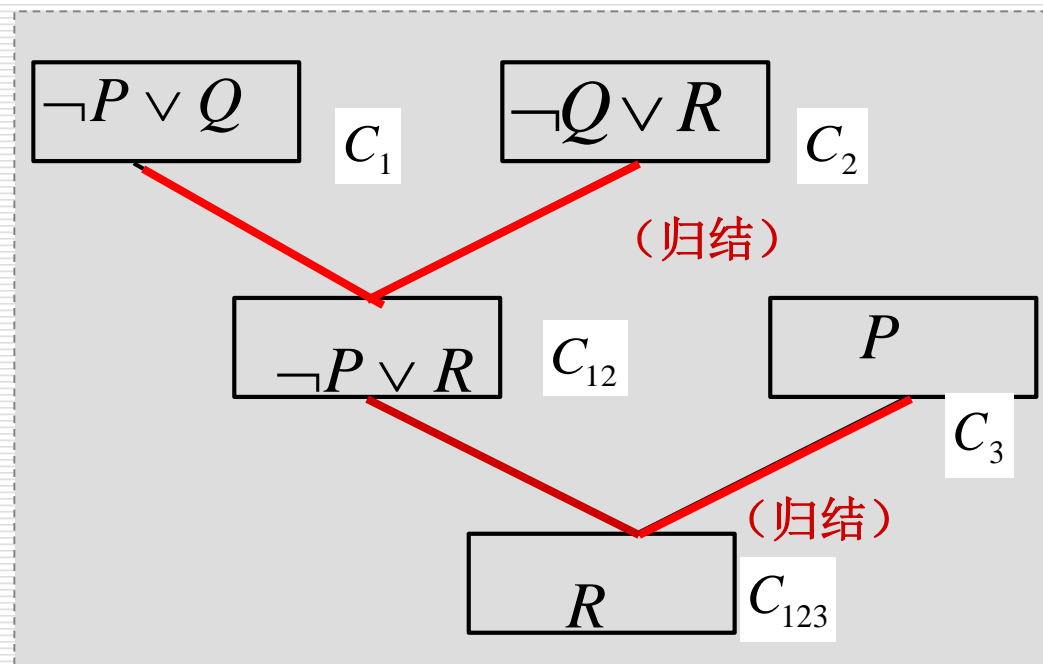 ¬P ∨ Q C₁ ¬Q ∨ R C₂
（归结）
¬P ∨ R C₁₂ P
C₃
（归结）
R C₁₂₃